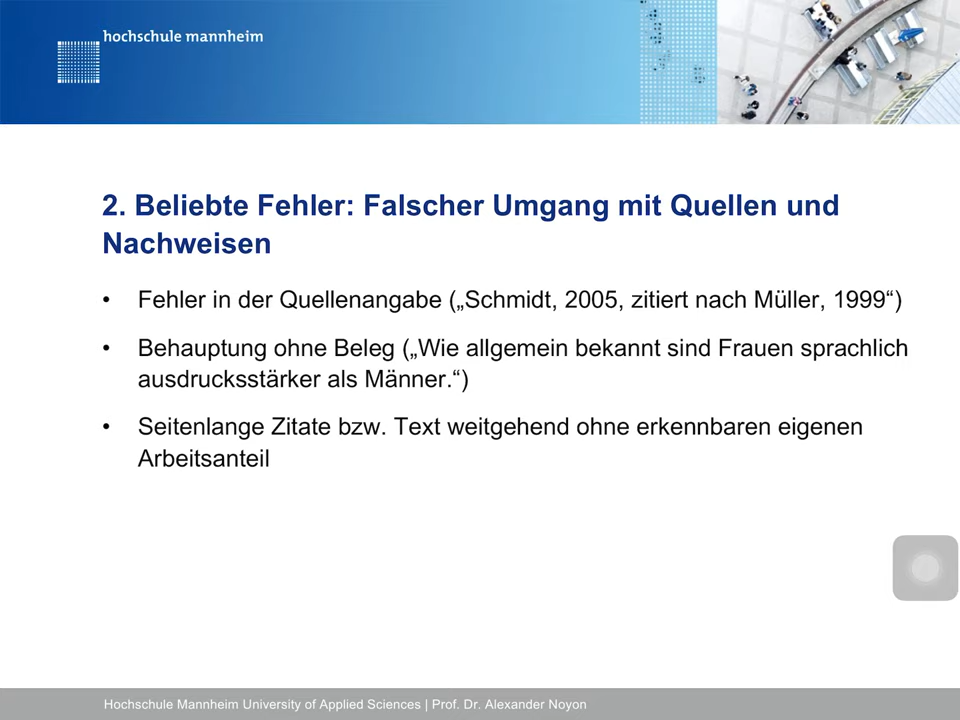 hochschule mannheim
2. Beliebte Fehler: Falscher Umgang mit Quellen und
Nachweisen
• Fehler in der Quellenangabe („Schmidt, 2005, zitiert nach Müller, 1999“)
• Behauptung ohne Beleg („Wie allgemein bekannt sind Frauen sprachlich
ausdrucksstärker als Männer.“)
• Seitenlange Zitate bzw. Text weitgehend ohne erkennbaren eigenen
Arbeitsanteil
Hochschule Mannheim University of Applied Sciences | Prof. Dr. Alexander Noyon